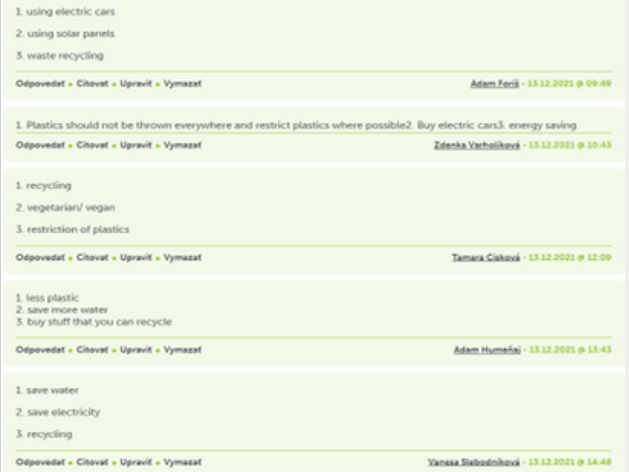 1. using electric cars
2. using solar panels
3. waste recycling
Odpovedať • Citovať • Upraviť • Vymazať Adam Foriš - 13.12.2021 @ 09:49
1. Plastics should not be thrown everywhere and restrict plastics where possible2. Buy electric cars3. energy saving
Odpovedať • Citovať • Upraviť • Vymazať Zdenka Varholíková - 13.12.2021 @ 10:43
1. recycling
2. vegetarian/ vegan
3. restriction of plastics
Odpovedať • Citovať • Upraviť • Vymazať Tamara Cisková - 13.12.2021 @ 12:09
1. less plastic
2. save more water
3. buy stuff that you can recycle
Odpovedať • Citovať • Upraviť • Vymazať Adam Humeňaj - 13.12.2021 @ 13:43
1. save water
2. save electricity
3. recycling
Odpovedať • Citovať • Upraviť • Vymazať Vanesa Slebodníková - 13.12.2021 @ 14:48